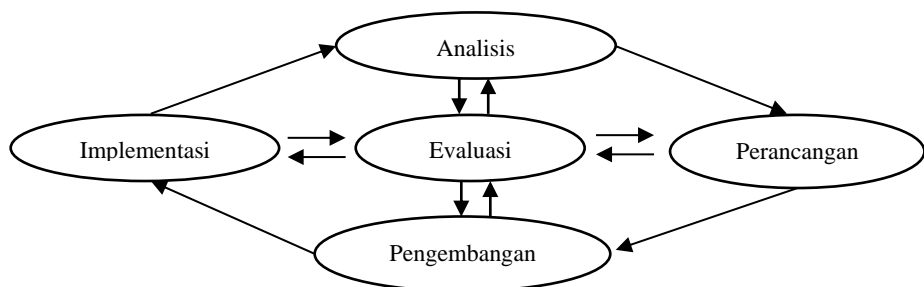 Analisis
Implementasi
Evaluasi
Perancangan
Pengembangan